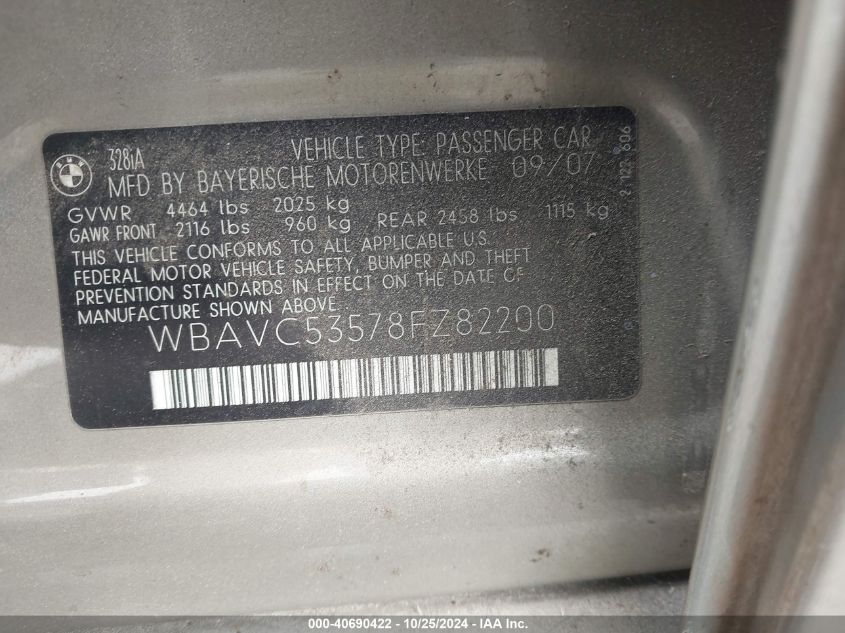 BMW
328iA VEHICLE TYPE: PASSENGER CAR
MFD BY BAYERISCHE MOTORENWERKE 09/07
GVWR 4464 lbs 2025 kg
GAWR FRONT 2116 lbs 960 kg REAR 2458 lbs 1115 kg
THIS VEHICLE CONFORMS TO ALL APPLICABLE U.S.
FEDERAL MOTOR VEHICLE SAFETY, BUMPER AND THEFT
PREVENTION STANDARDS IN EFFECT ON THE DATE OF
MANUFACTURE SHOWN ABOVE.
WBAVC53578FZ82200
000-40690422 - 10/25/2024 - IAA Inc.